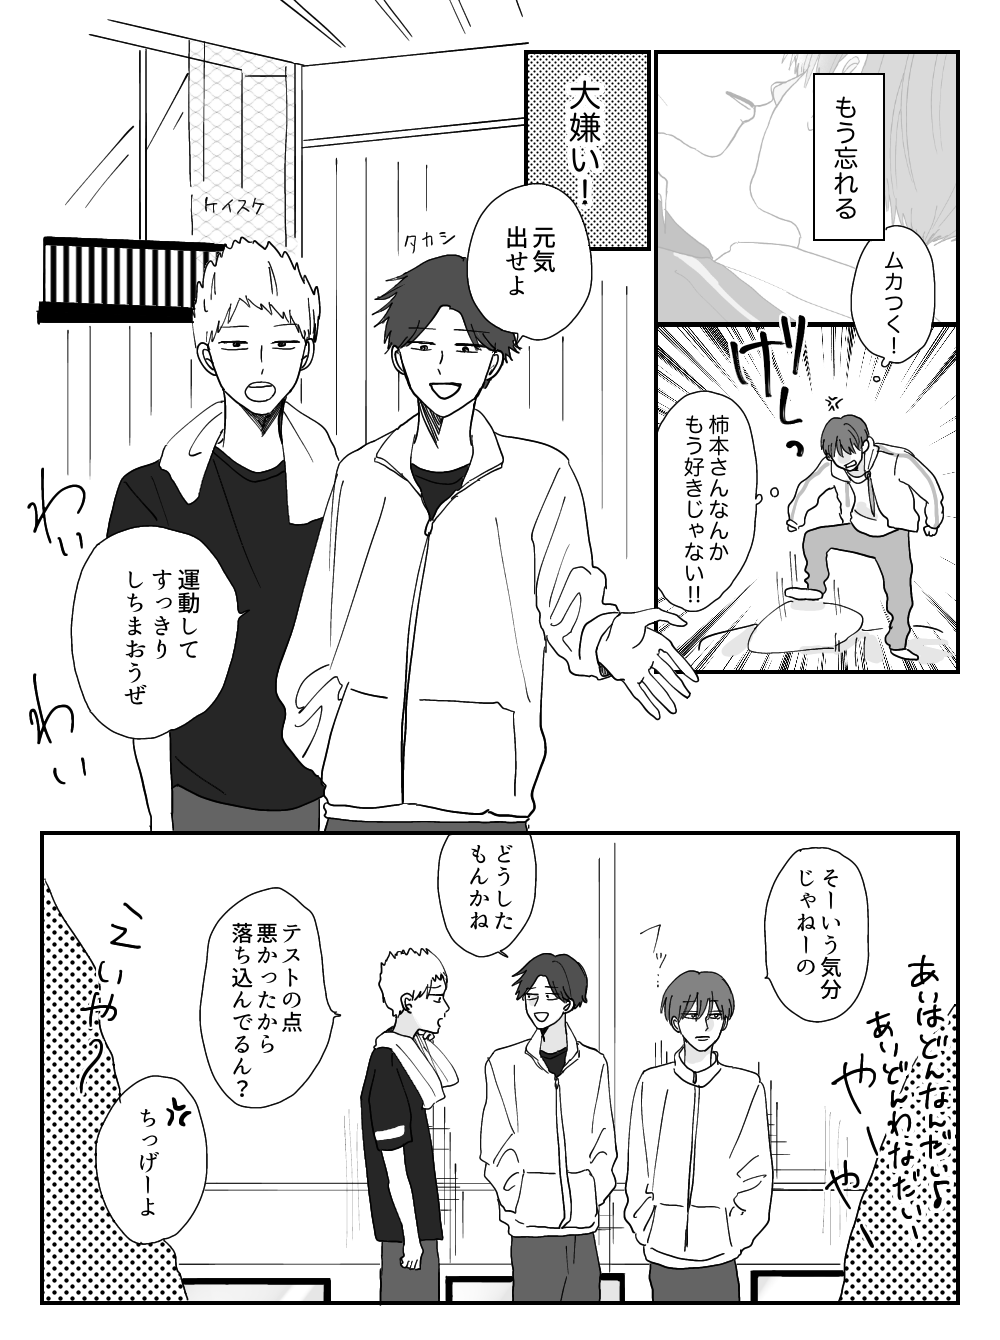 もう忘れる
ムカつく！
柿本さんなんか
もう好きじゃない!!
げしっ
大嫌い！
元気
出せよ
タカシ
ケイスケ
わい
わい
運動して
すっきり
しちまおうぜ
そーいう気分
じゃねーの
どうした
もんかね
テストの点
悪かったから
落ち込んでるん？
ちっげーよ
あいはどんなんだい♪
あいどんわなだい
やー
やー